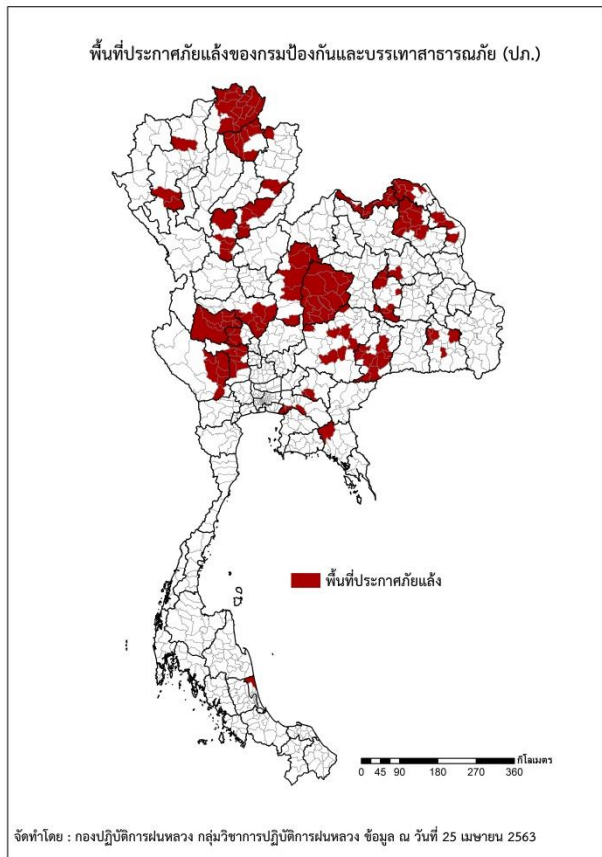 พื้นที่ประกาศภัยแล้งของกรมป้องกันและบรรเทาสาธารณภัย (ปภ.)
พื้นที่ประกาศภัยแล้ง
กิโลเมตร
0 45 90 180 270 360
จัดทำโดย : กองปฏิบัติการฝนหลวง กลุ่มวิชาการปฏิบัติการฝนหลวง ข้อมูล ณ วันที่ 25 เมษายน 2563